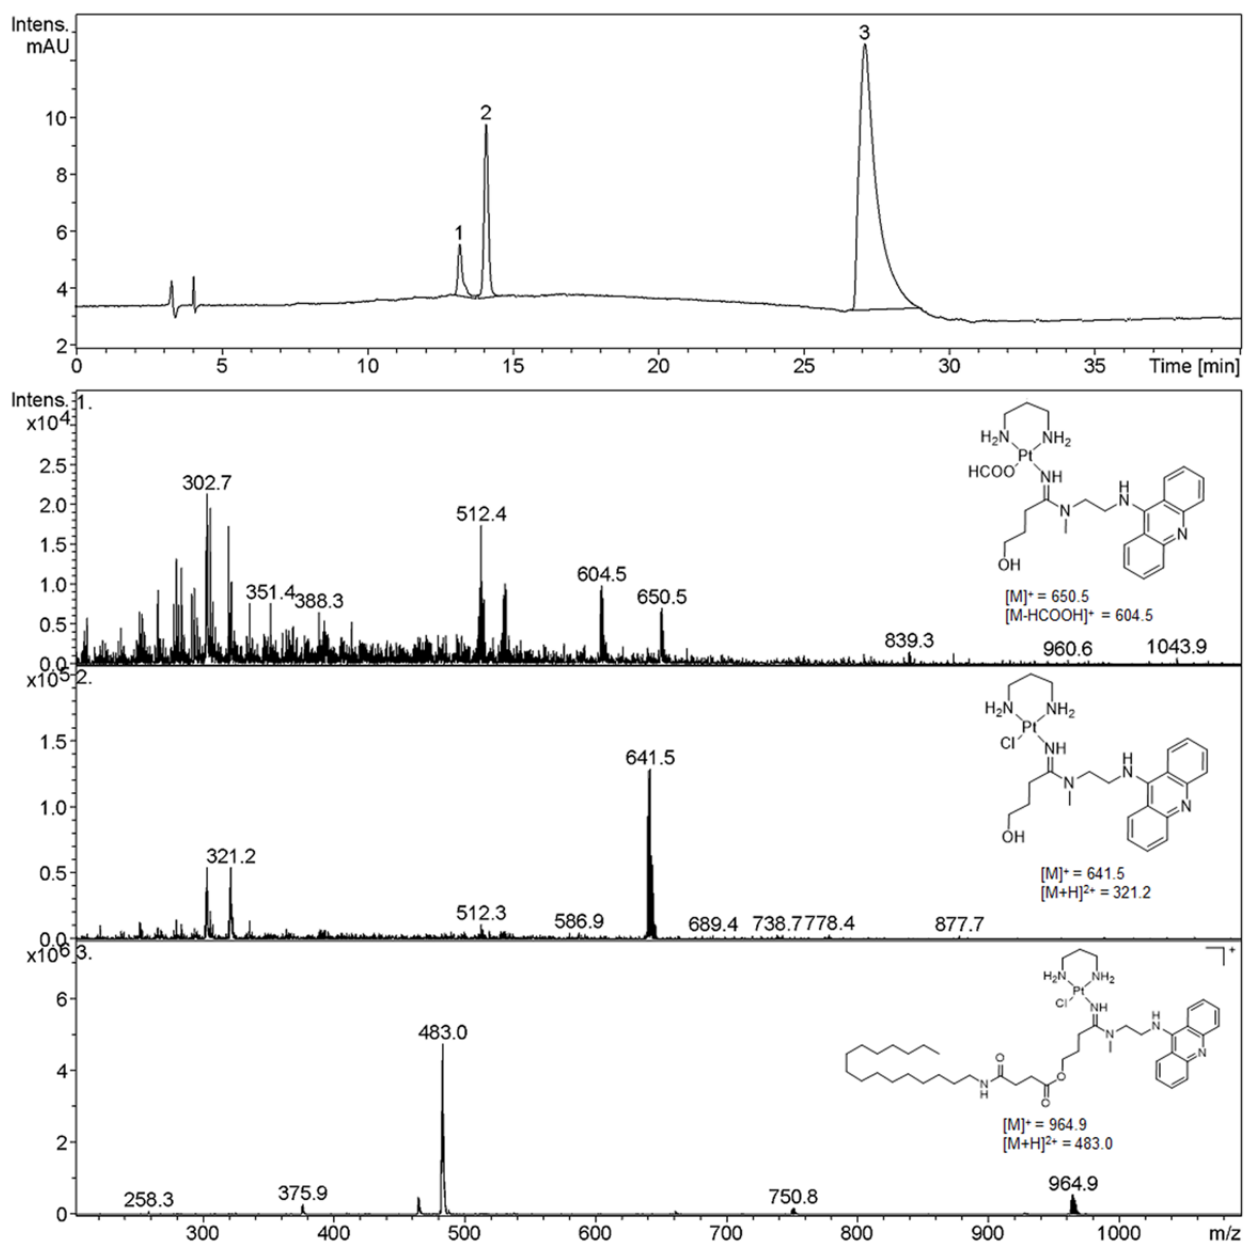 Intens.
mAU
3
2
1
10
8
6
4
2
0 5 10 15 20 25 30 35 Time [min]
Intens. 1.
x10⁴
2.5
2.0
1.5
1.0
0.5
0.0
302.7
351.4
388.3
512.4
604.5
650.5
839.3
960.6
1043.9
H₂N NH₂
Pt
HCOO NH
H
N
N
N
OH
[M]⁺ = 650.5
[M-HCOOH]⁺ = 604.5
x10⁵ 2.
1.5
1.0
0.5
0.0
321.2
512.3
586.9
641.5
689.4
738.7
778.4
877.7
H₂N NH₂
Pt
Cl NH
H
N
N
N
OH
[M]⁺ = 641.5
[M+H]²⁺ = 321.2
x10⁶ 3.
6
4
2
0
258.3
375.9
483.0
750.8
964.9
+
H₂N NH₂
Pt
Cl NH
H
N
N
N
O
N
H
O
O
[M]⁺ = 964.9
[M+H]²⁺ = 483.0
300 400 500 600 700 800 900 1000 m/z